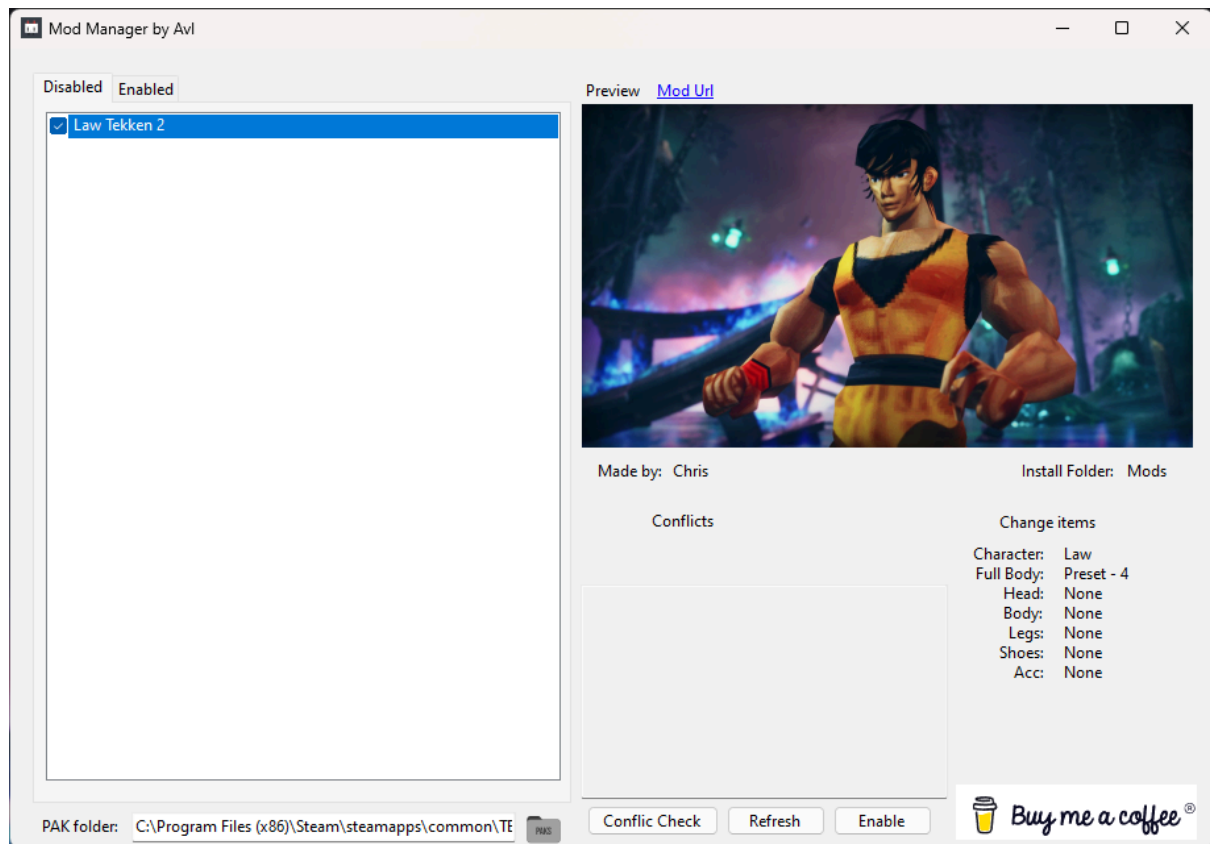 Mod Manager by Avl
Disabled Enabled
Law Tekken 2
Preview Mod Url
Made by: Chris
Install Folder: Mods
Conflicts
Change items
Character: Law
Full Body: Preset - 4
Head: None
Body: None
Legs: None
Shoes: None
Acc: None
PAK folder: C:\Program Files (x86)\Steam\steamapps\common\TE
PAKS
Conflic Check Refresh Enable
Buy me a coffee®